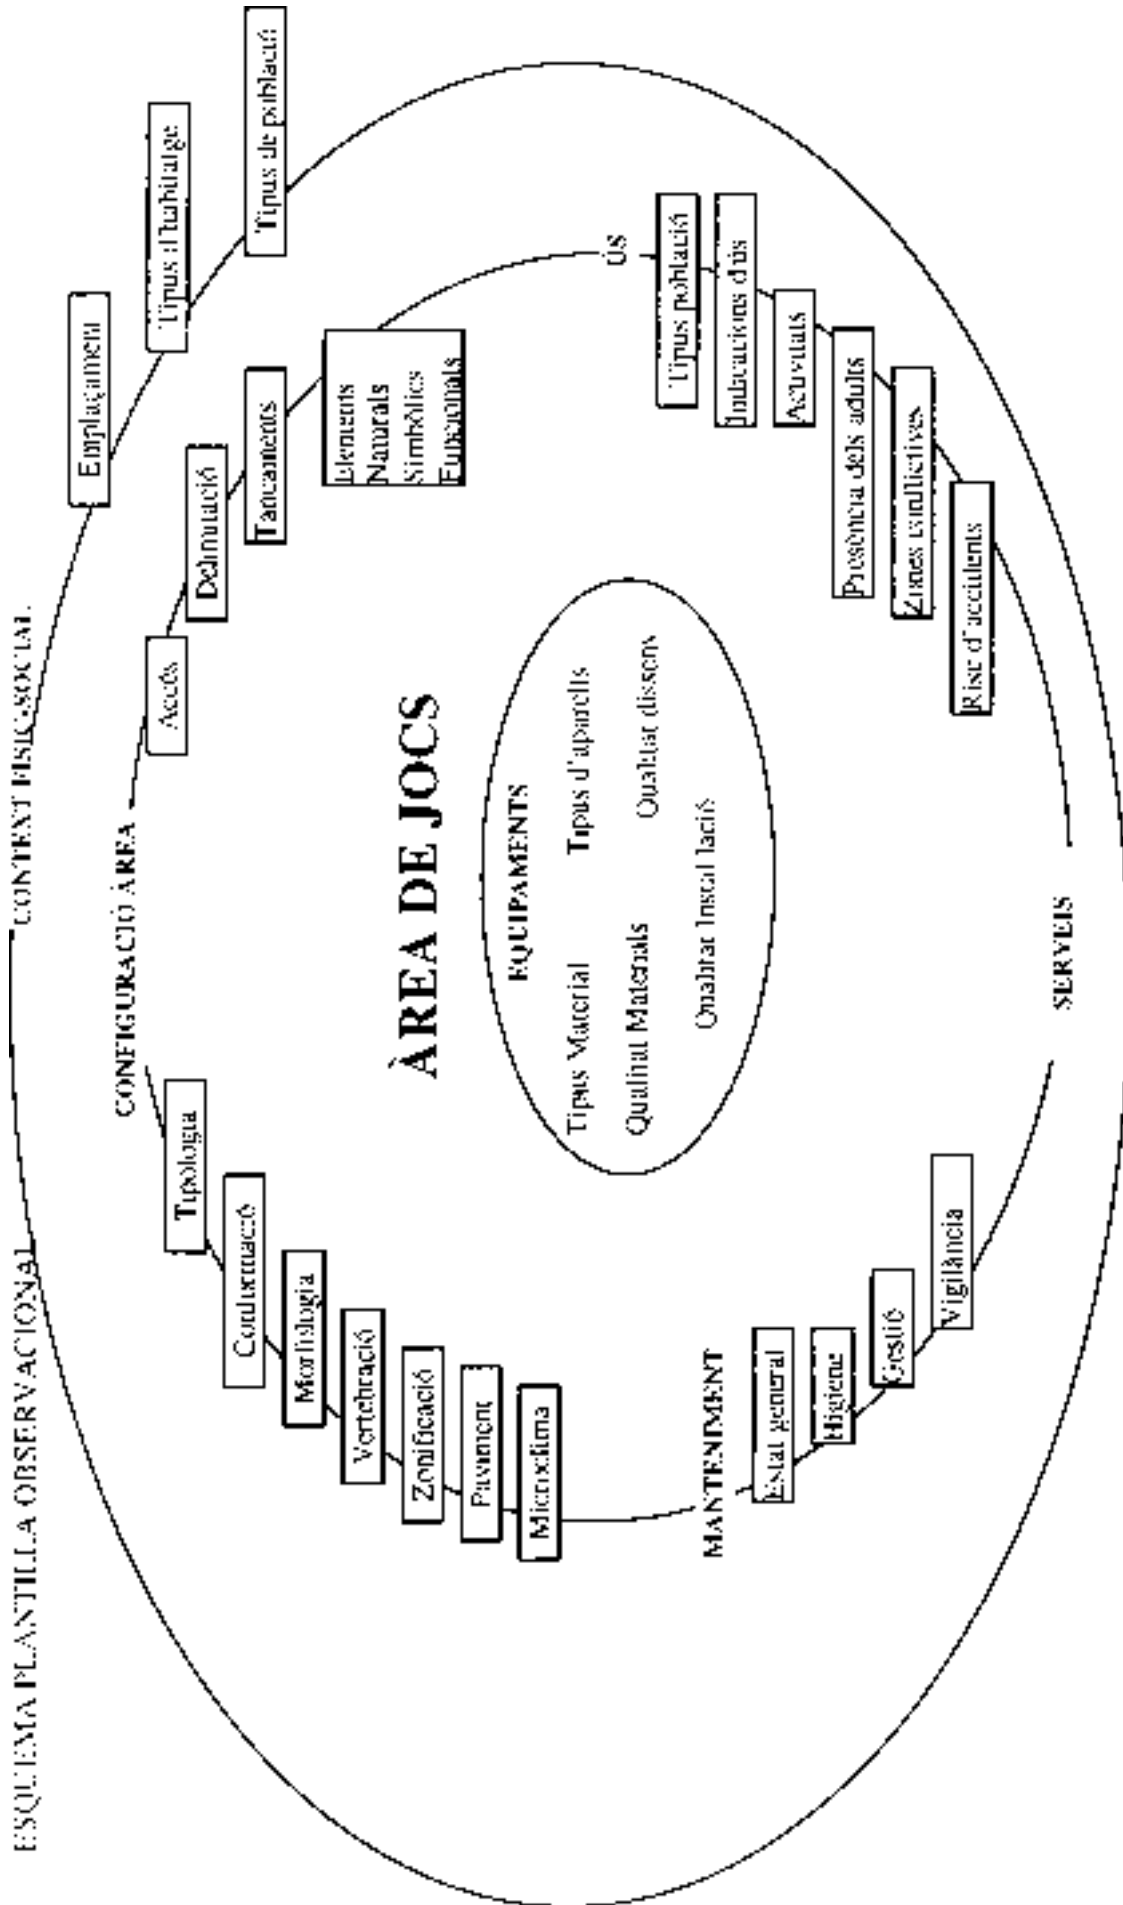 ESQUEMA PLANTILLA OBSERVACIONAL
CONTEXT FISIC-SOCIAL
Emplaçament
Tipus d'habitatge
Tipus de població
CONFIGURACIÓ ÀREA
Accés
Delimitació
Tancaments
Elements
Naturals
Simbòlics
Funcionals
Tipologia
Conformació
Morfologia
Vertebració
Zonificació
Paviment
Microclima
ÀREA DE JOCS
EQUIPAMENTS
Tipus Material
Tipus d'aparells
Qualitat Materials
Qualitat dissens
Qualitat Instal lació
ÚS
Tipus població
Indicacions d'ús
Activitats
Presència dels adults
Zones conflictives
Risc d'accidents
MANTENIMENT
Estat general
Higiene
Gestió
Vigilància
SERVEIS